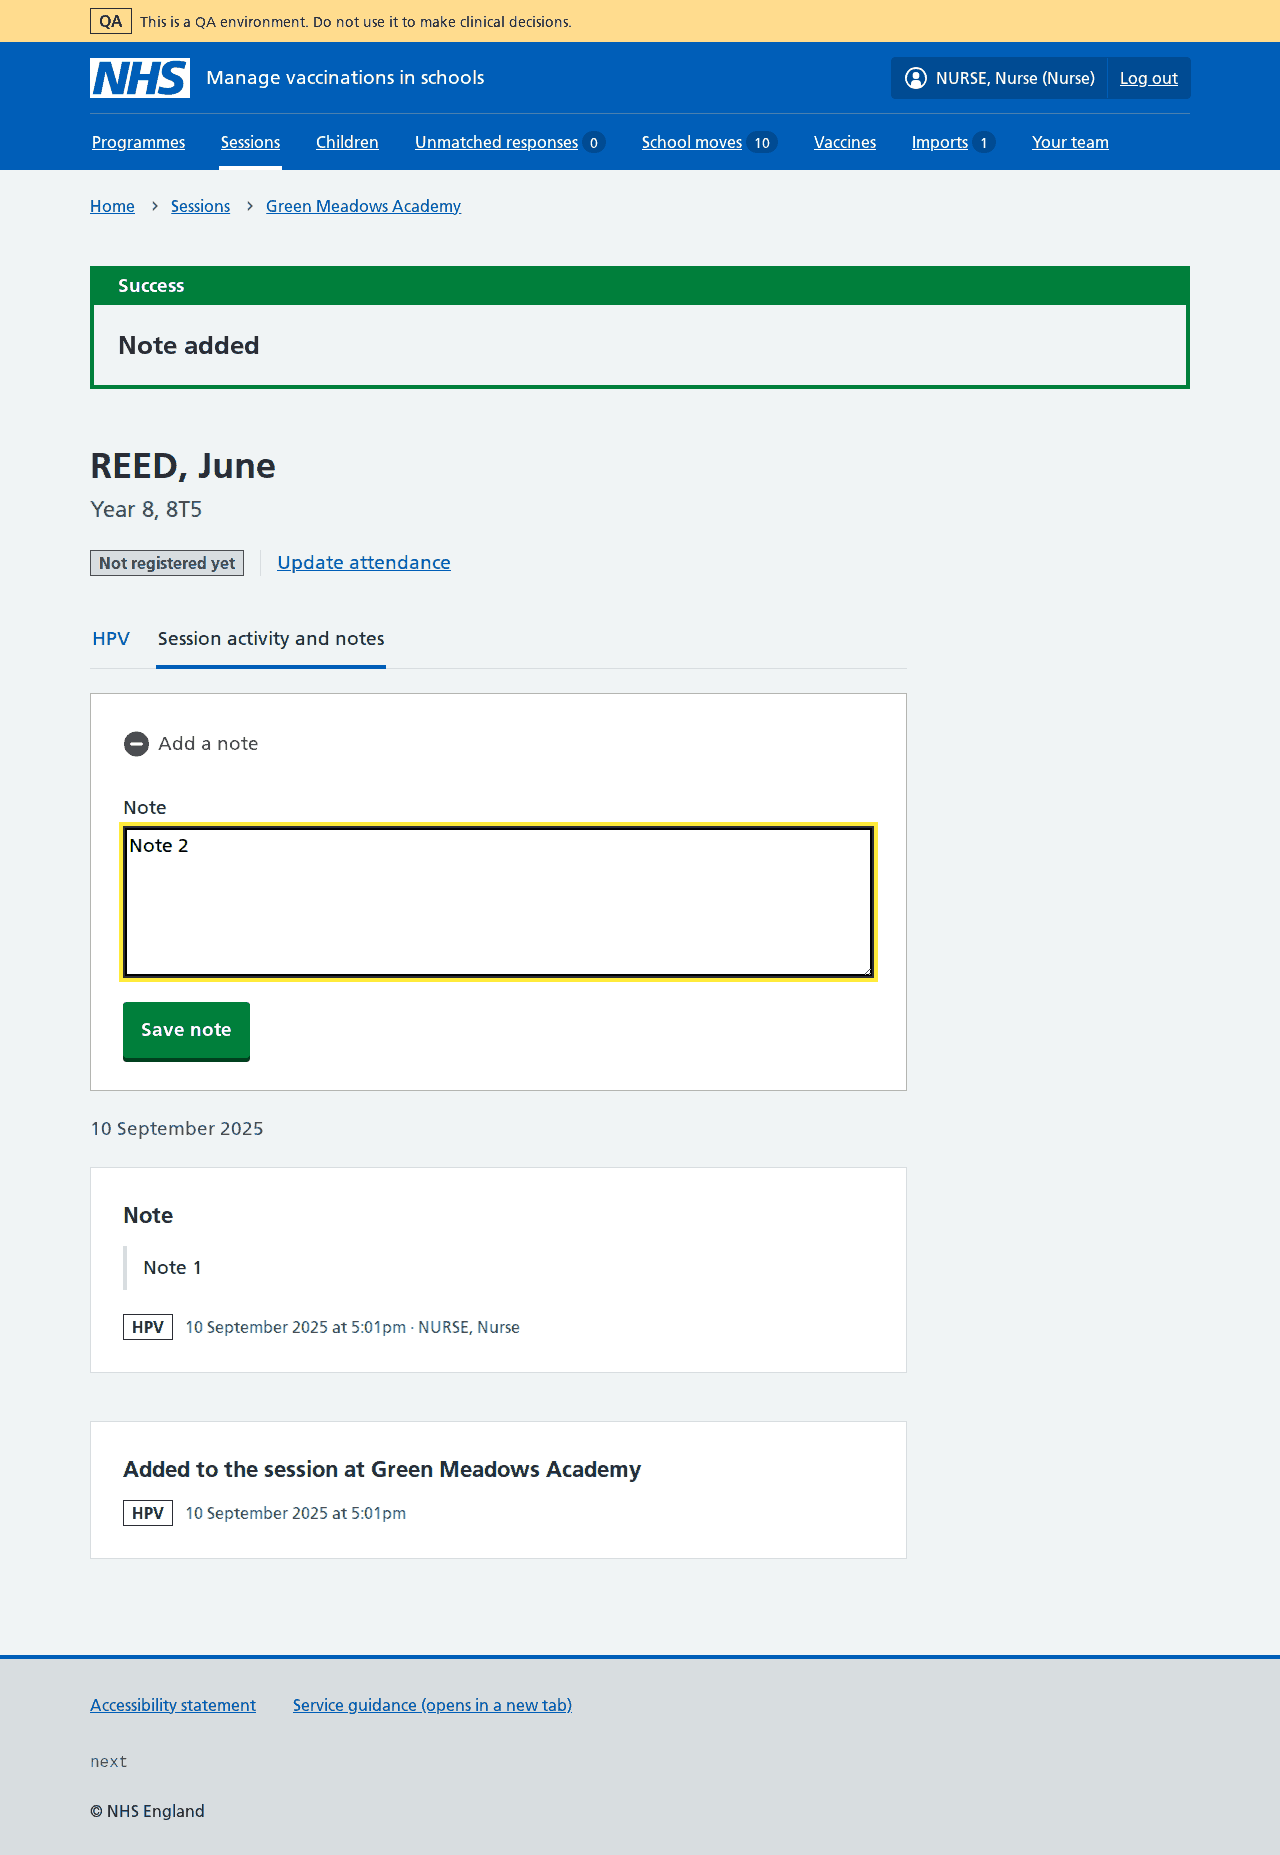 QA This is a QA environment. Do not use it to make clinical decisions.
NHS Manage vaccinations in schools NURSE, Nurse (Nurse) Log out
Programmes Sessions Children Unmatched responses 0 School moves 10 Vaccines Imports 1 Your team
Home Sessions Green Meadows Academy
Success
Note added
REED, June
Year 8, 8T5
Not registered yet Update attendance
HPV Session activity and notes
Add a note
Note
Note 2
Save note
10 September 2025
Note
Note 1
HPV 10 September 2025 at 5:01pm · NURSE, Nurse
Added to the session at Green Meadows Academy
HPV 10 September 2025 at 5:01pm
Accessibility statement Service guidance (opens in a new tab)
next
© NHS England